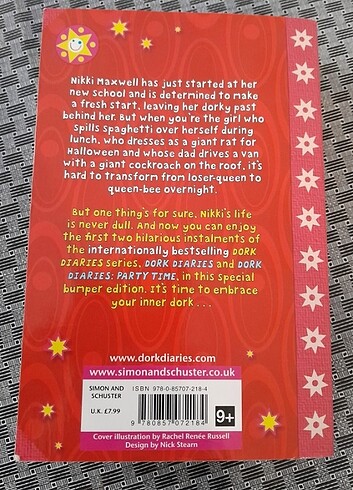 Nikki Maxwell has just started at her
new school and is determined to make
a fresh start, leaving her dorky past
behind her. But when you're the girl who
spills Spaghetti over herself during
lunch, who dresses as a giant rat for
Halloween and whose dad drives a van
with a giant cockroach on the roof, it's
hard to transform from loser-queen to
queen-bee overnight.
But one thing's for sure, Nikki's life
is never dull. And now you can enjoy
the first two hilarious instalments of
the internationally bestselling DORK
DIARIES series, DORK DIARIES and DORK
DIARIES: PARTY TIME, in this special
bumper edition. It's time to embrace
your inner dork . . .
www.dorkdiaries.com
www.simonandschuster.co.uk
SIMON AND
SCHUSTER
U.K. £7.99
ISBN 978-0-85707-218-4
9 780857 072184
9+
Cover illustration by Rachel Renée Russell
Design by Nick Stearn